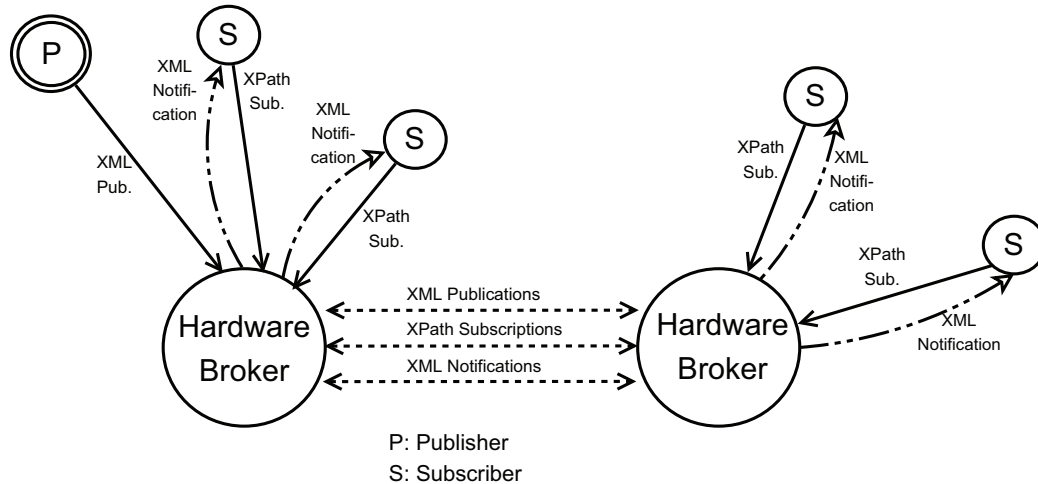 P
XML
Pub.
S
XML
Notifi-
cation
XPath
Sub.
S
XML
Notifi-
cation
XPath
Sub.
Hardware
Broker
XML Publications
XPath Subscriptions
XML Notifications
S
XPath
Sub.
XML
Notifi-
cation
S
XPath
Sub.
XML
Notification
Hardware
Broker
P: Publisher
S: Subscriber